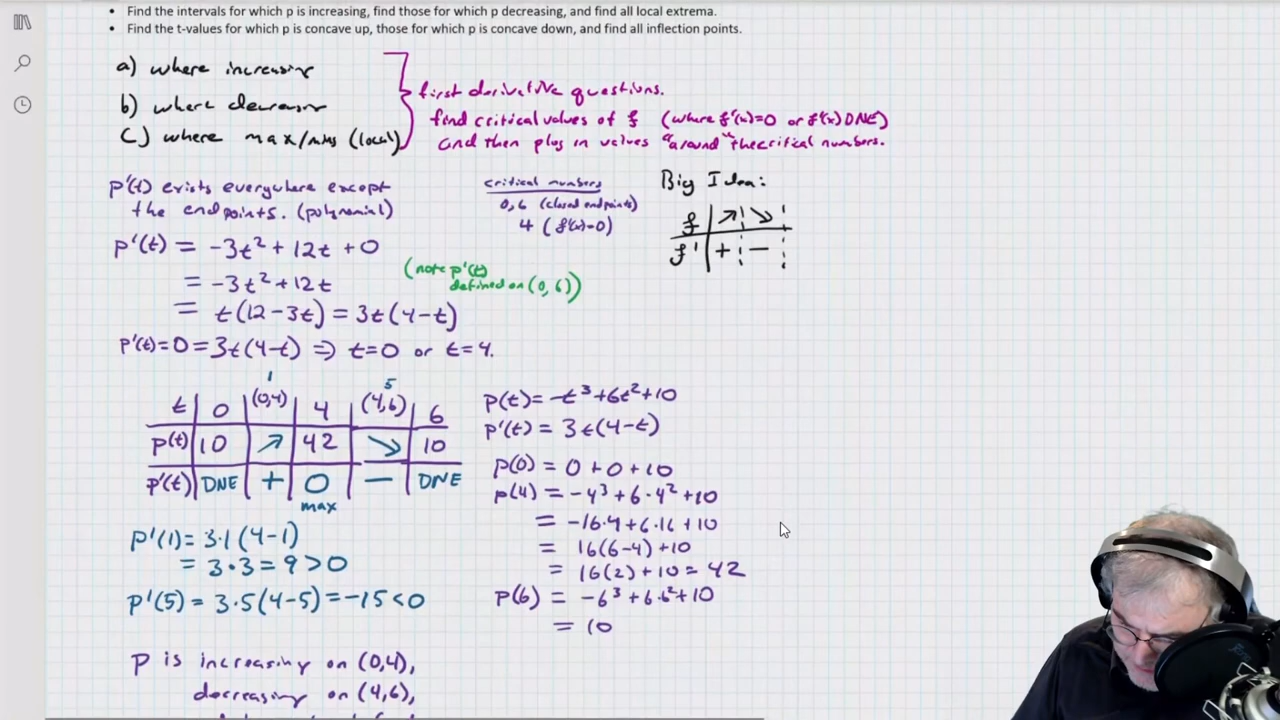 • Find the intervals for which p is increasing, find those for which p decreasing, and find all local extrema.
• Find the t-values for which p is concave up, those for which p is concave down, and find all inflection points.
a) where increasing
b) where decreasing
c) where max/mins (local)
first derivative questions.
find critical values of f (where f'(x)=0 or f'(x) DNE)
and then plug in values "around" the critical numbers.
p'(t) exists everywhere except
the endpoints. (polynomial)
p'(t) = -3t²+12t+0
= -3t²+12t
= t(12-3t) = 3t(4-t)
p'(t)=0=3t(4-t) ⇒ t=0 or t=4.
(note p'(t)
defined on (0,6))
critical numbers
0,6 (closed endpoints)
4 (f'(x)=0)
Big Idea:
f | ↗ | ↘
f' | + | −
1 5
t | 0 | (0,4) | 4 | (4,6) | 6
p(t) | 10 | ↗ | 42 | ↘ | 10
p'(t) | DNE | + | 0 | − | DNE
max
p'(1) = 3·1(4-1)
= 3·3 = 9 > 0
p'(5) = 3·5(4-5) = -15 < 0
p(t) = -t³+6t²+10
p'(t) = 3t(4-t)
p(0) = 0+0+10
p(4) = -4³+6·4²+10
= -16·4+6·16+10
= 16(6-4)+10
= 16(2)+10 = 42
p(6) = -6³+6·6²+10
= 10
p is increasing on (0,4),
decreasing on (4,6),